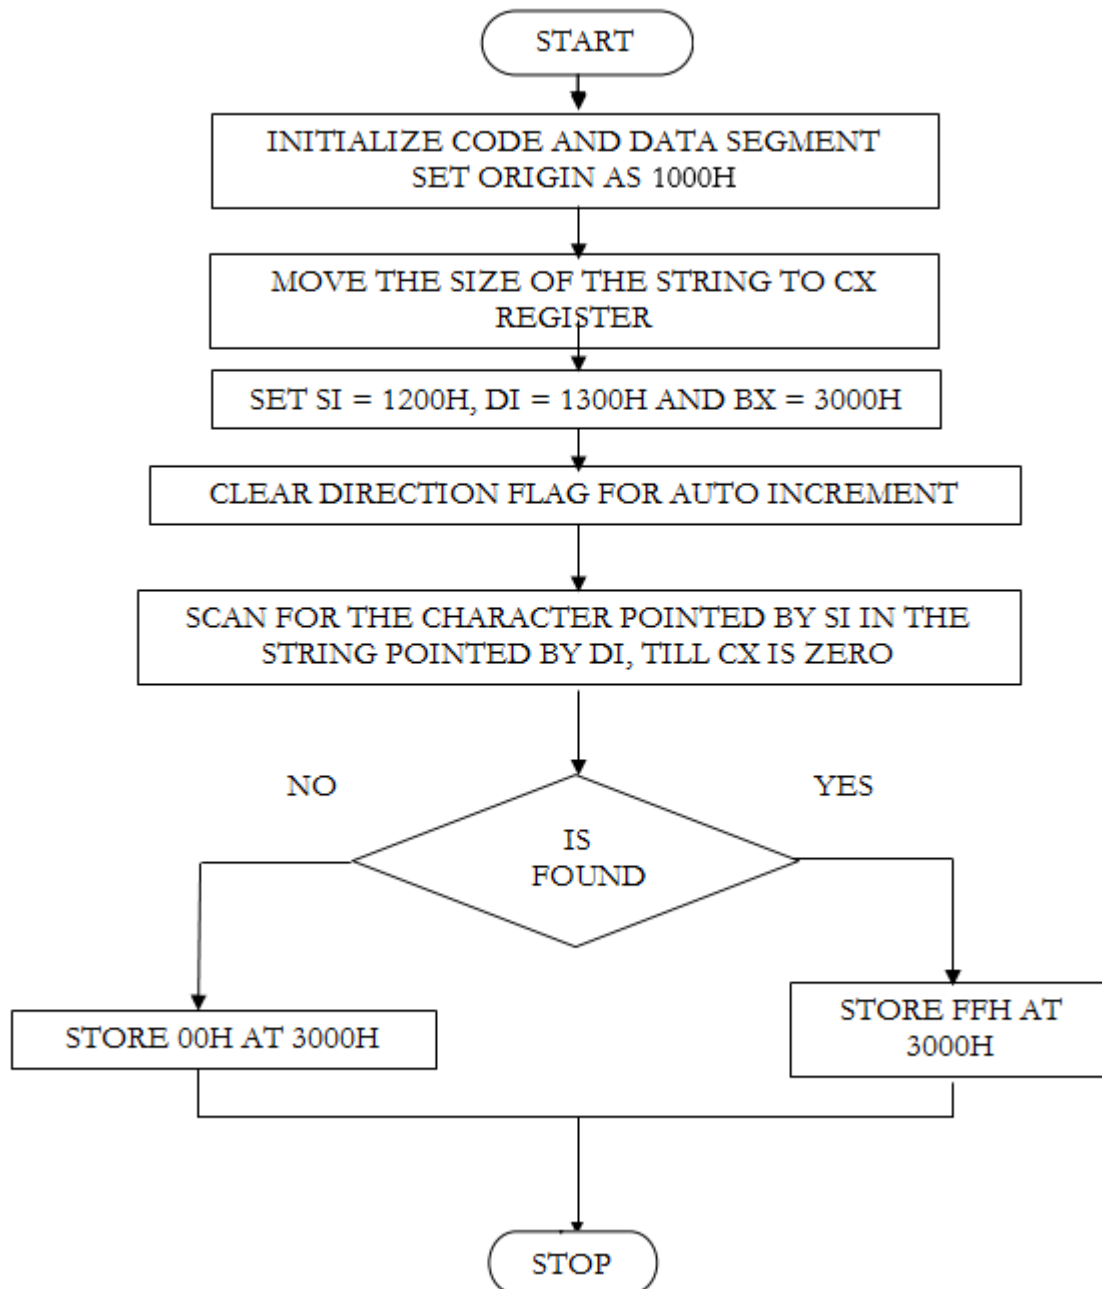 START
INITIALIZE CODE AND DATA SEGMENT
SET ORIGIN AS 1000H
MOVE THE SIZE OF THE STRING TO CX
REGISTER
SET SI = 1200H, DI = 1300H AND BX = 3000H
CLEAR DIRECTION FLAG FOR AUTO INCREMENT
SCAN FOR THE CHARACTER POINTED BY SI IN THE
STRING POINTED BY DI, TILL CX IS ZERO
NO
YES
IS
FOUND
STORE 00H AT 3000H
STORE FFH AT
3000H
STOP